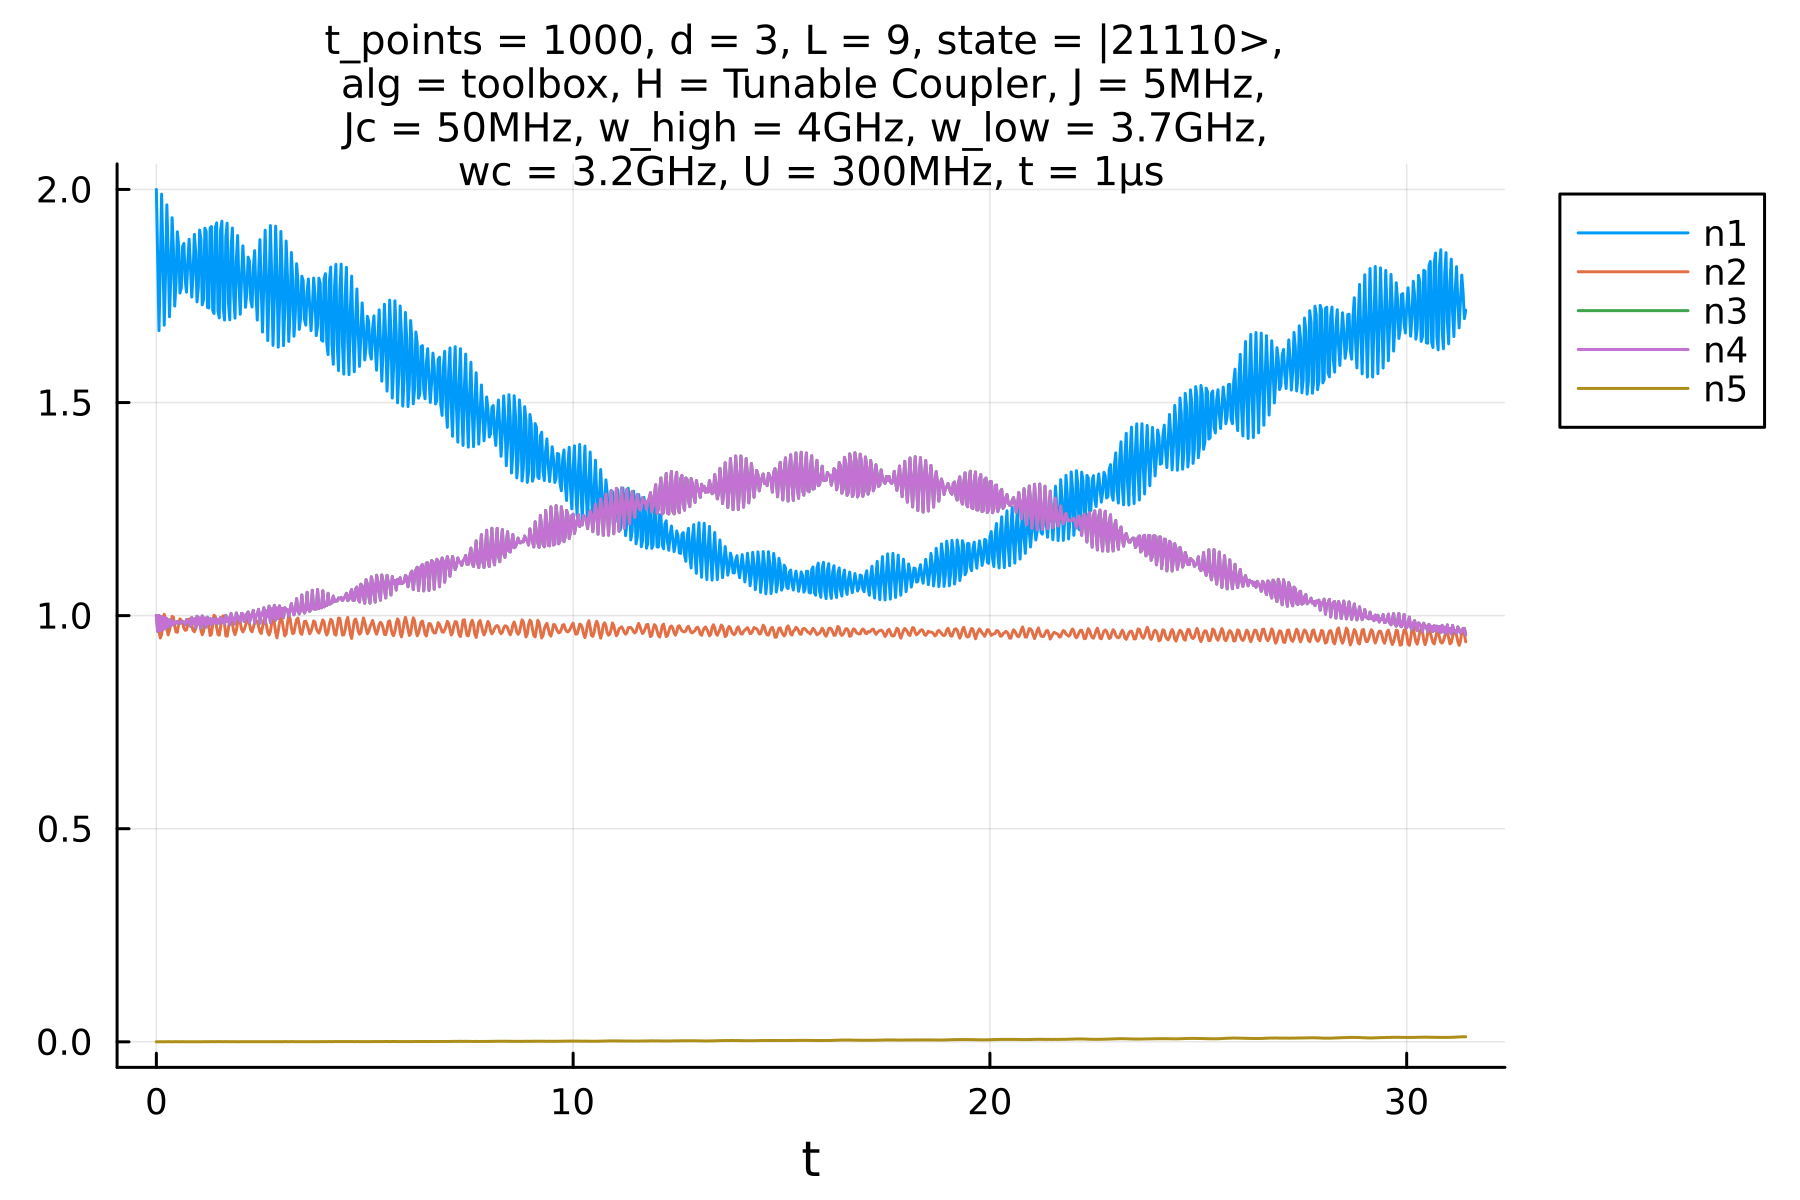 t_points = 1000, d = 3, L = 9, state = |21110>,
alg = toolbox, H = Tunable Coupler, J = 5MHz,
Jc = 50MHz, w_high = 4GHz, w_low = 3.7GHz,
wc = 3.2GHz, U = 300MHz, t = 1μs
2.0
1.5
1.0
0.5
0.0
0
10
20
30
t
n1
n2
n3
n4
n5